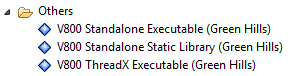 Others
V800 Standalone Executable (Green Hills)
V800 Standalone Static Library (Green Hills)
V800 ThreadX Executable (Green Hills)